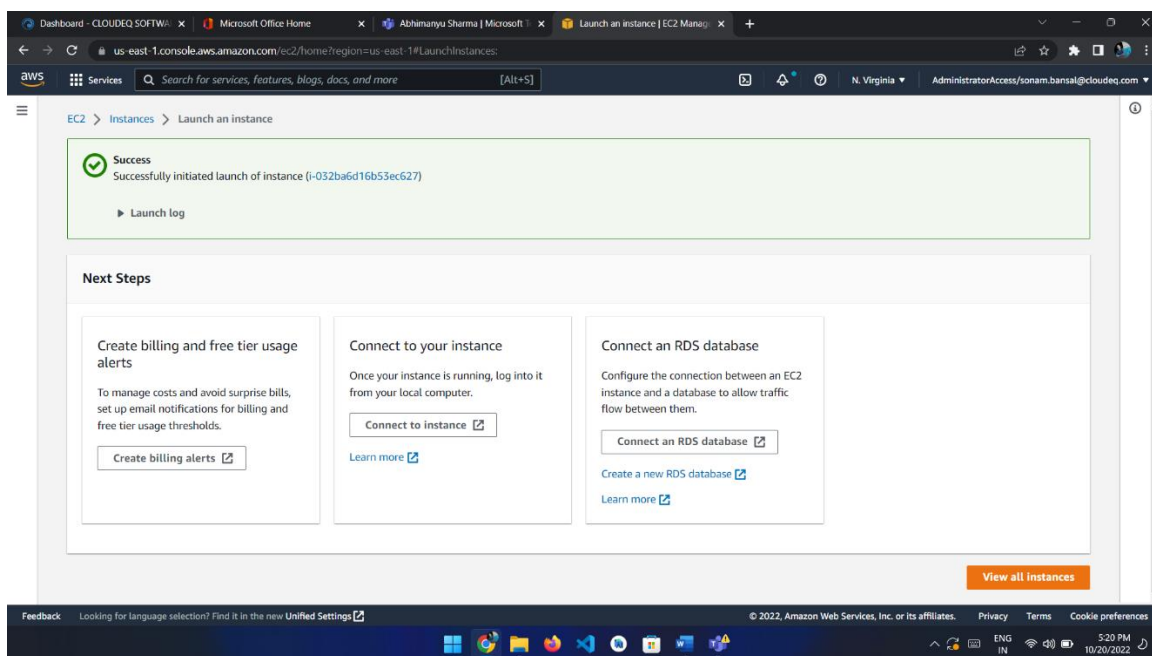 Dashboard - CLOUDEQ SOFTWA
Microsoft Office Home
Abhimanyu Sharma | Microsoft T
Launch an instance | EC2 Manag
us-east-1.console.aws.amazon.com/ec2/home?region=us-east-1#LaunchInstances:
aws
Services
Search for services, features, blogs, docs, and more
[Alt+S]
N. Virginia
AdministratorAccess/sonam.bansal@cloudeq.com
EC2 > Instances > Launch an instance
Success
Successfully initiated launch of instance (i-032ba6d16b53ec627)
Launch log
Next Steps
Create billing and free tier usage
alerts
To manage costs and avoid surprise bills,
set up email notifications for billing and
free tier usage thresholds.
Create billing alerts
Connect to your instance
Once your instance is running, log into it
from your local computer.
Connect to instance
Learn more
Connect an RDS database
Configure the connection between an EC2
instance and a database to allow traffic
flow between them.
Connect an RDS database
Create a new RDS database
Learn more
View all instances
Feedback
Looking for language selection? Find it in the new Unified Settings
© 2022, Amazon Web Services, Inc. or its affiliates.
Privacy
Terms
Cookie preferences
ENG
IN
5:20 PM
10/20/2022